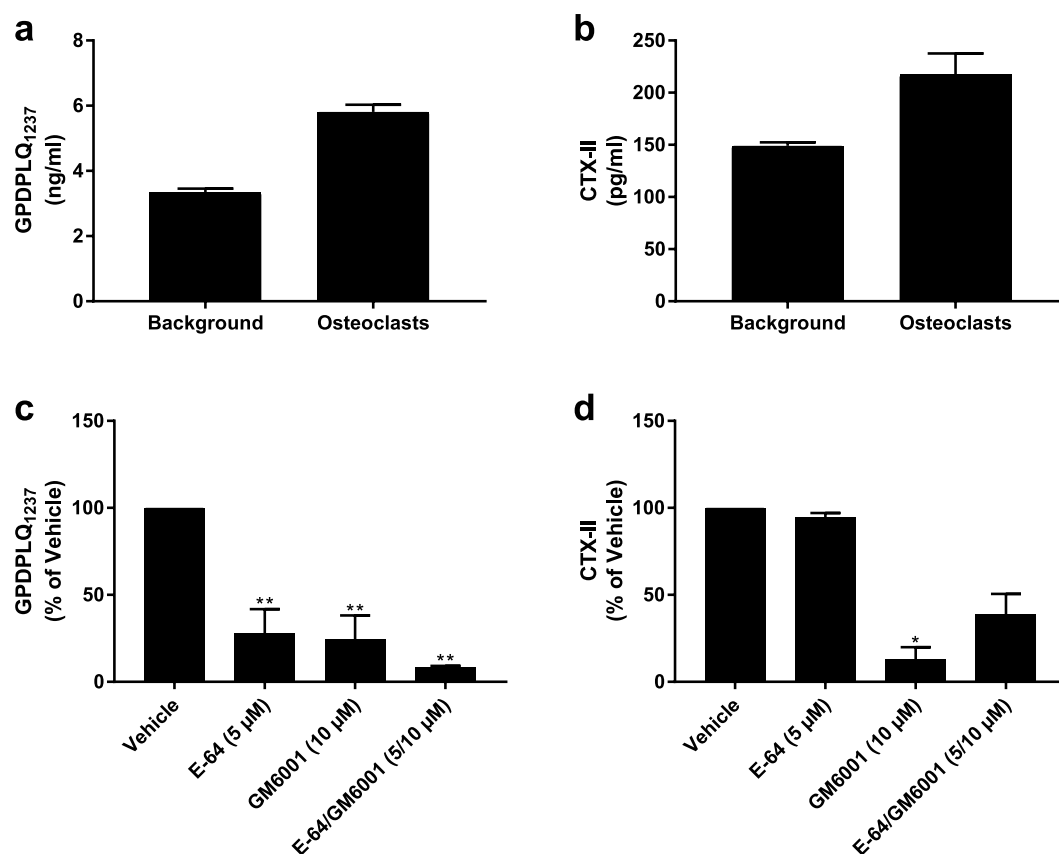 a
GPDPLQ1237
(ng/ml)
8
6
4
2
0
Background
Osteoclasts
b
CTX-II
(pg/ml)
250
200
150
100
50
0
Background
Osteoclasts
c
GPDPLQ1237
(% of Vehicle)
150
100
50
0
**
**
**
Vehicle
E-64 (5 µM)
GM6001 (10 µM)
E-64/GM6001 (5/10 µM)
d
CTX-II
(% of Vehicle)
150
100
50
0
*
Vehicle
E-64 (5 µM)
GM6001 (10 µM)
E-64/GM6001 (5/10 µM)